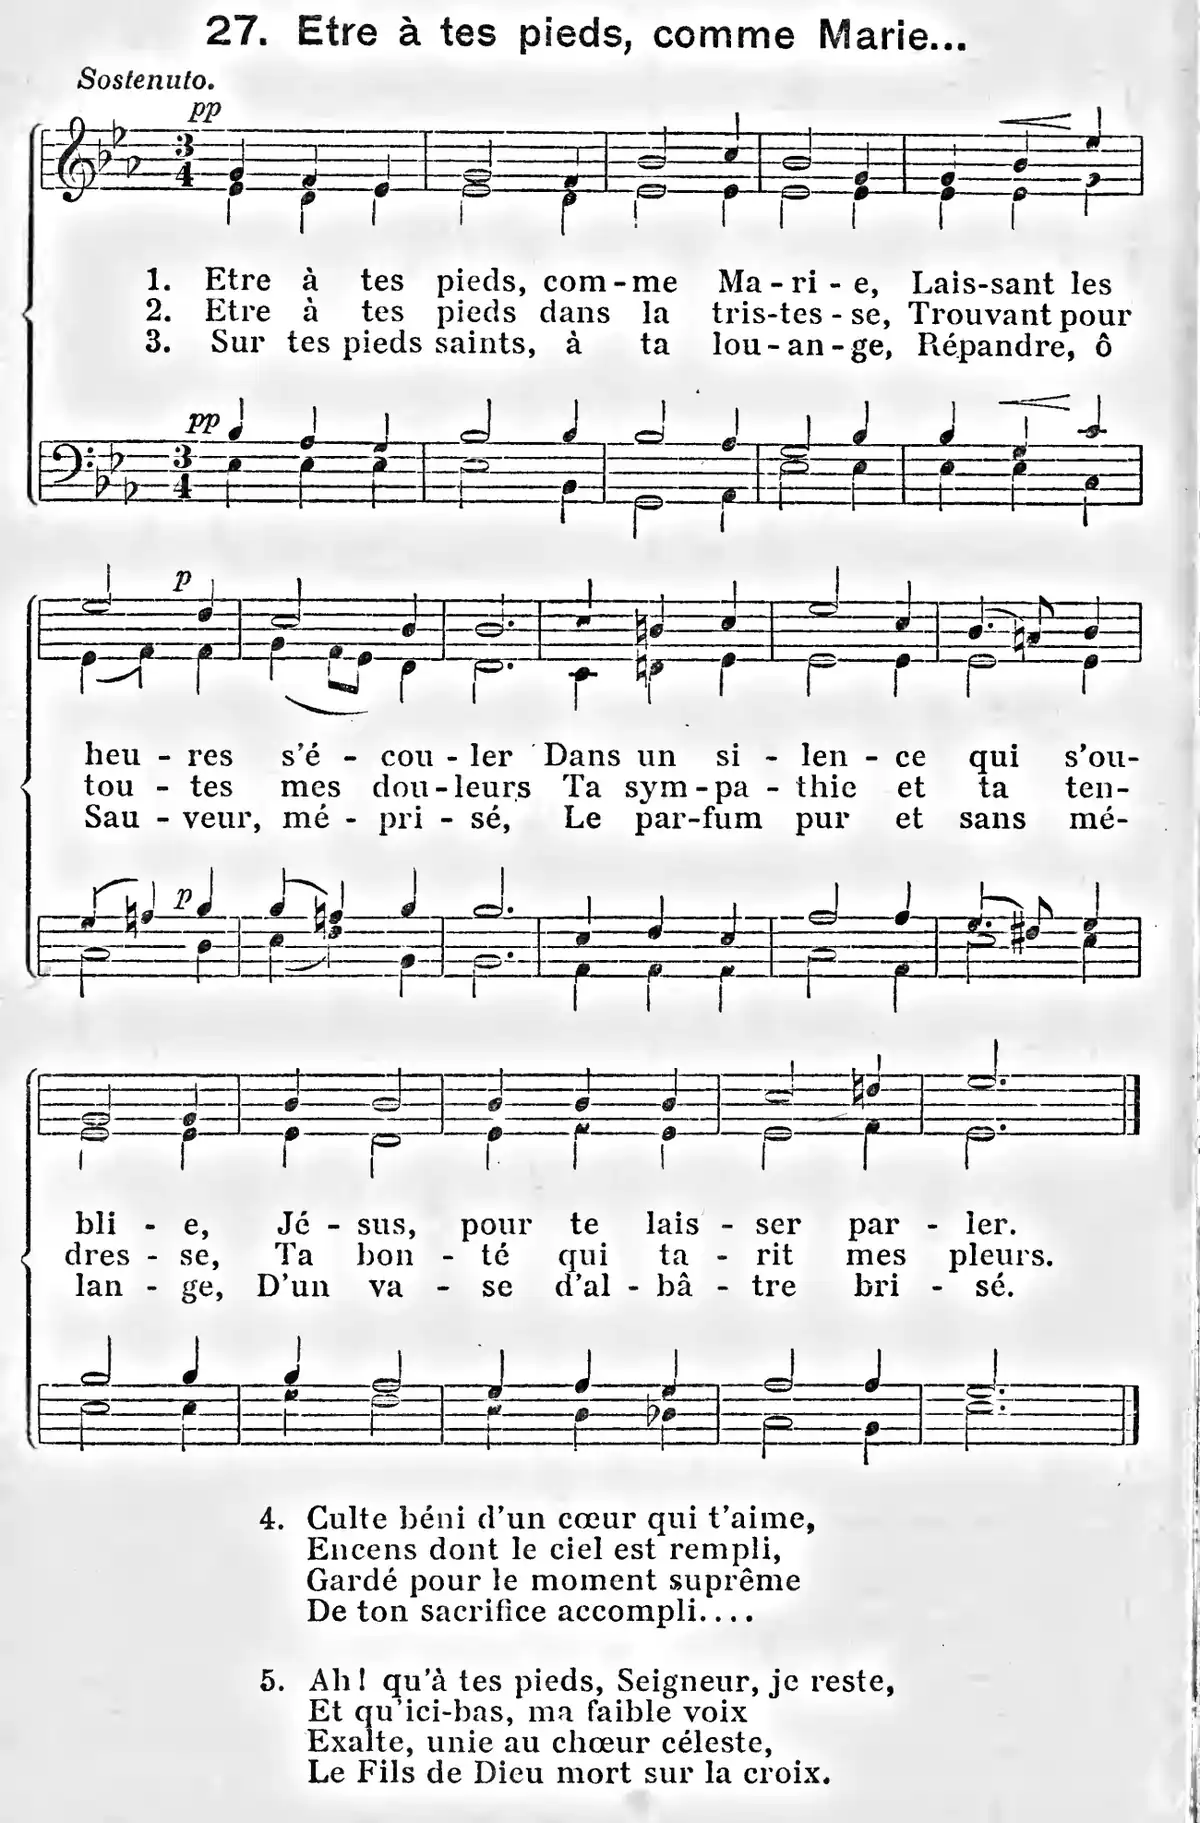 27. Etre à tes pieds, comme Marie...
Sostenuto.
pp
3 4
1. Etre à tes pieds, com-me Ma-ri-e, Lais-sant les
2. Etre à tes pieds dans la tris-tes-se, Trouvant pour
3. Sur tes pieds saints, à ta lou-an-ge, Répandre, ô
pp
3 4
p
heu-res s'é-cou-ler Dans un si-len-ce qui s'ou-
tou-tes mes dou-leurs Ta sym-pa-thie et ta ten-
Sau-veur, mé-pri-sé, Le par-fum pur et sans mé-
p
bli-e, Jé-sus, pour te lais-ser par-ler.
dres-se, Ta bon-té qui ta-rit mes pleurs.
lan-ge, D'un va-se d'al-bâ-tre bri-sé.
4. Culte béni d'un cœur qui t'aime,
Encens dont le ciel est rempli,
Gardé pour le moment suprême
De ton sacrifice accompli....
5. Ah! qu'à tes pieds, Seigneur, je reste,
Et qu'ici-bas, ma faible voix
Exalte, unie au chœur céleste,
Le Fils de Dieu mort sur la croix.